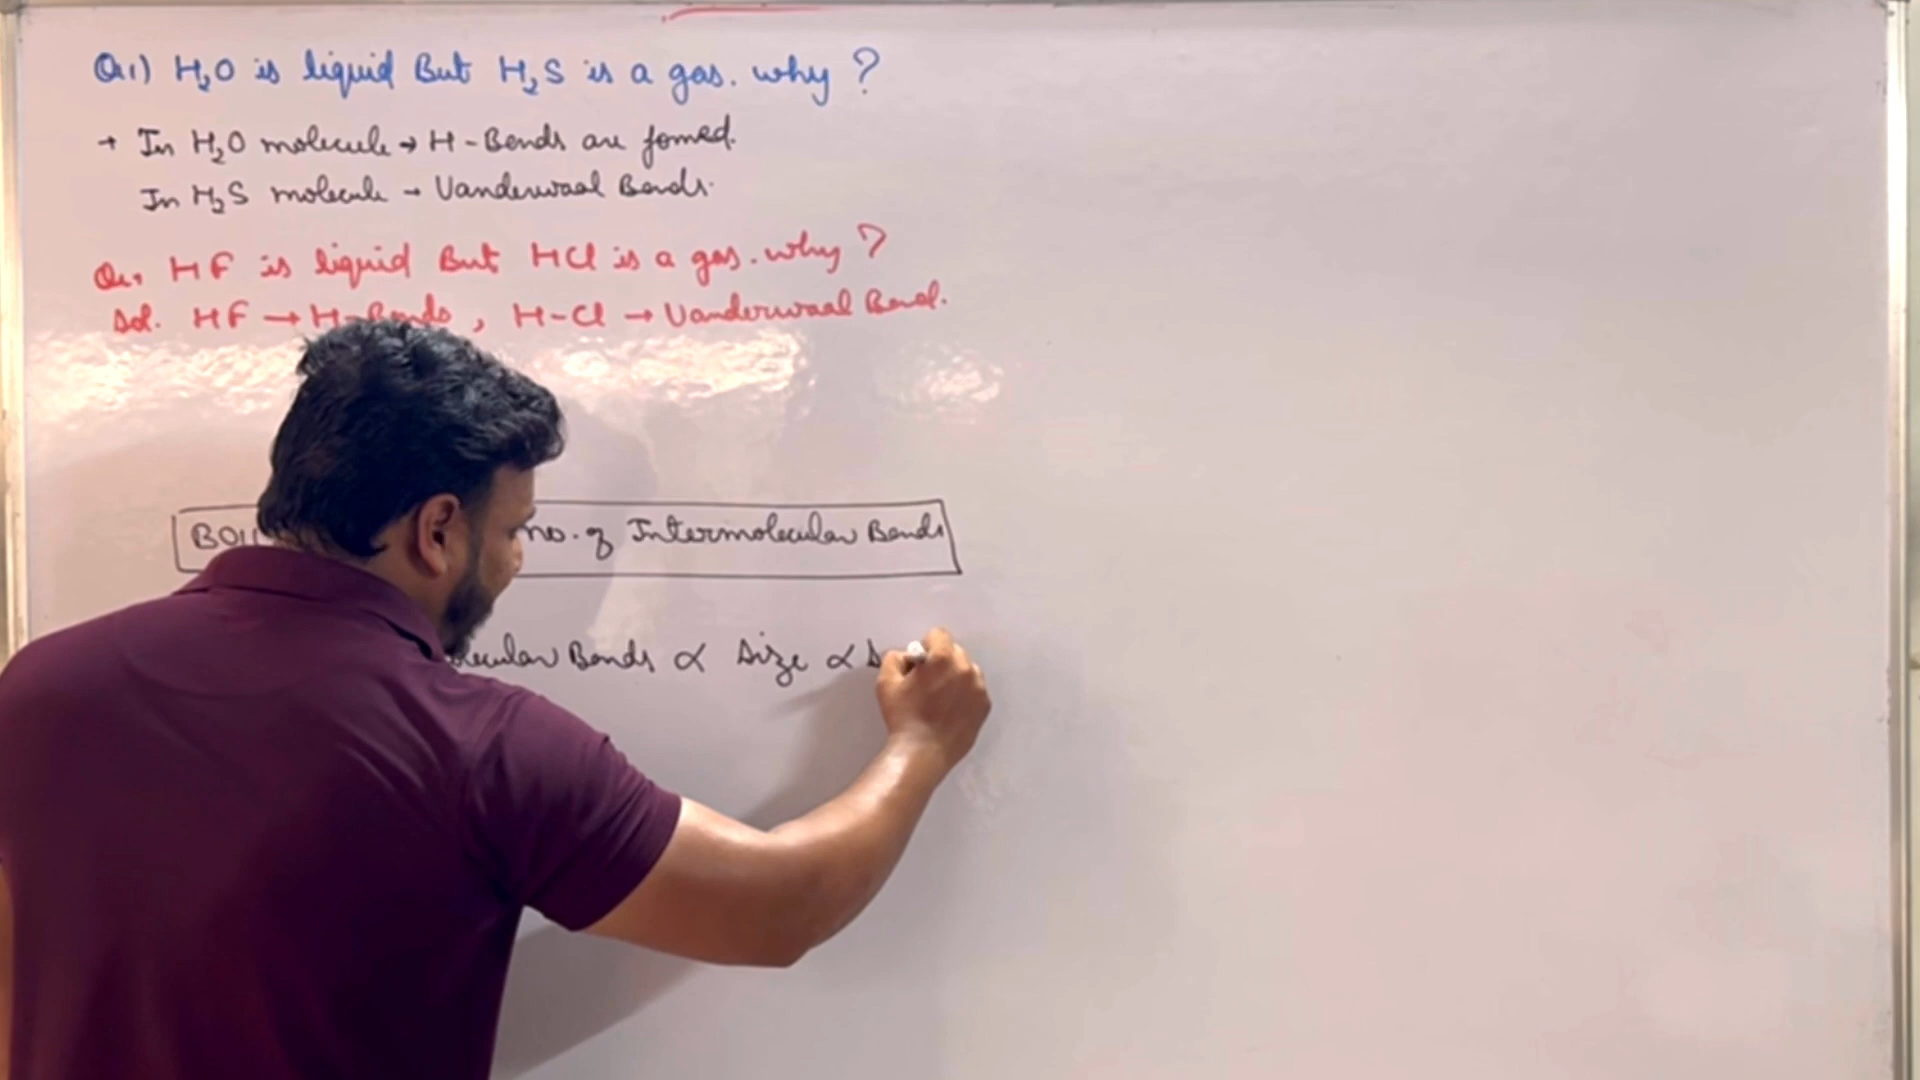 Q1) H₂O is liquid But H₂S is a gas. why ?
→ In H₂O molecule → H-Bonds are fomed.
In H₂S molecule → Vanderwaal Bonds.
Q2. HF is liquid But HCl is a gas. why ?
Sol. HF → H-Bonds , H-Cl → Vanderwaal Bond.
no. of Intermolecular Bonds
Bonds ∝ Size ∝